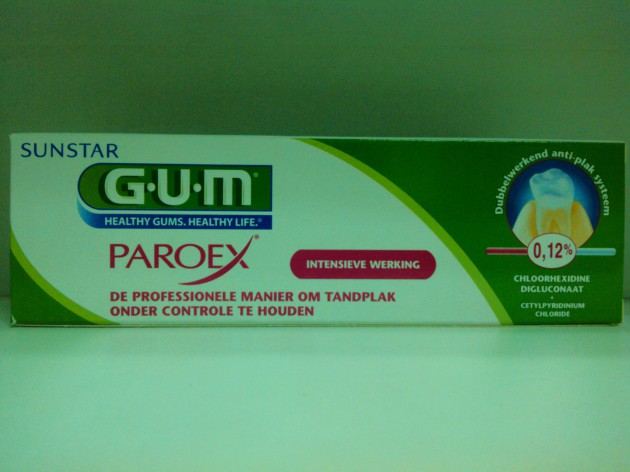 SUNSTAR
G·U·M®
HEALTHY GUMS. HEALTHY LIFE.®
PAROEX®
INTENSIEVE WERKING
DE PROFESSIONELE MANIER OM TANDPLAK
ONDER CONTROLE TE HOUDEN
Dubbelwerkend anti-plak systeem
0,12%
CHLOORHEXIDINE
DIGLUCONAAT
+
CETYLPYRIDINIUM
CHLORIDE